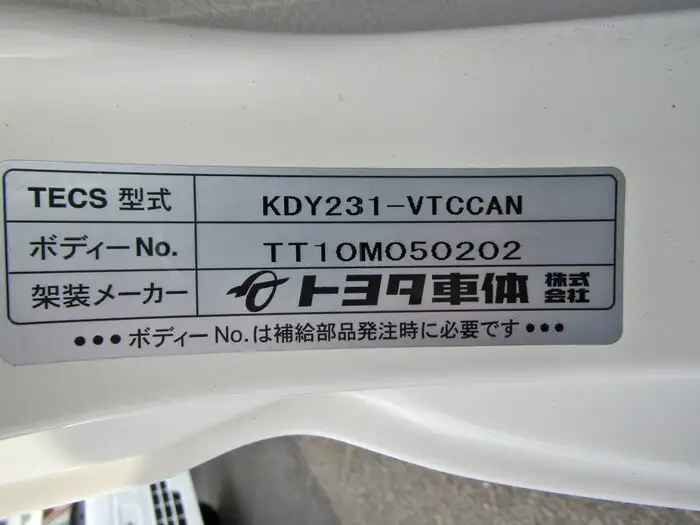 TECS 型式 KDY231-VTCCAN
ボディーNo. TT10M050202
架装メーカー トヨタ車体 株式会社
•••ボディーNo.は補給部品発注時に必要です•••